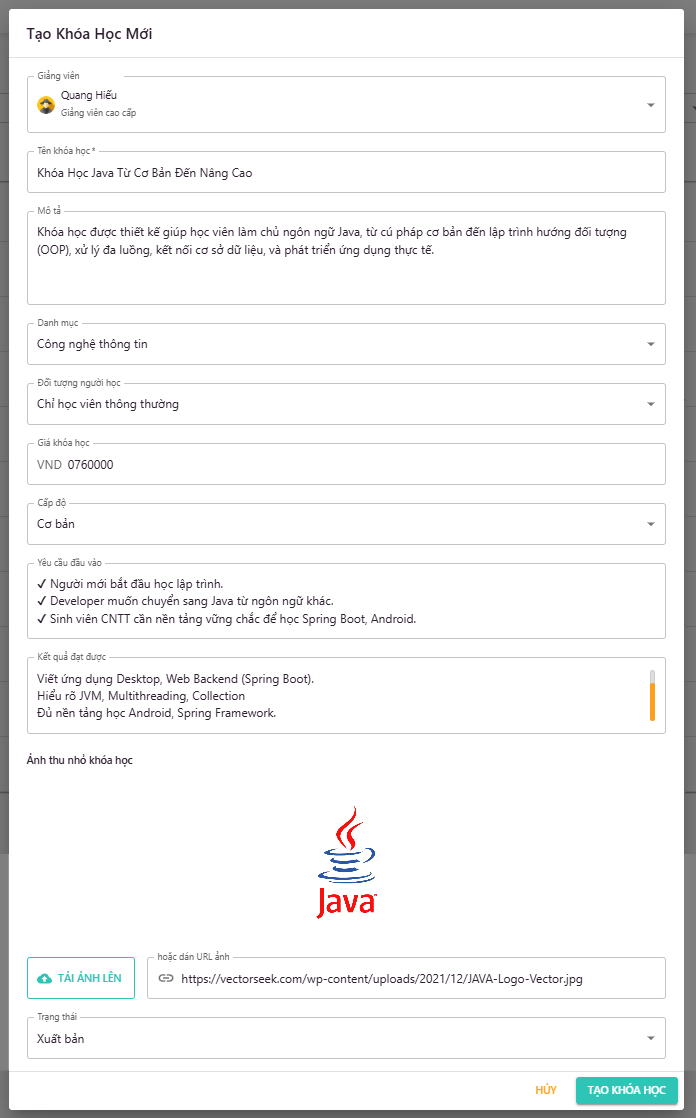 Tạo Khóa Học Mới
Giảng viên
Quang Hiếu
Giảng viên cao cấp
Tên khóa học *
Khóa Học Java Từ Cơ Bản Đến Nâng Cao
Mô tả
Khóa học được thiết kế giúp học viên làm chủ ngôn ngữ Java, từ cú pháp cơ bản đến lập trình hướng đối tượng
(OOP), xử lý đa luồng, kết nối cơ sở dữ liệu, và phát triển ứng dụng thực tế.
Danh mục
Công nghệ thông tin
Đối tượng người học
Chỉ học viên thông thường
Giá khóa học
VND 0760000
Cấp độ
Cơ bản
Yêu cầu đầu vào
✓ Người mới bắt đầu học lập trình.
✓ Developer muốn chuyển sang Java từ ngôn ngữ khác.
✓ Sinh viên CNTT cần nền tảng vững chắc để học Spring Boot, Android.
Kết quả đạt được
Viết ứng dụng Desktop, Web Backend (Spring Boot).
Hiểu rõ JVM, Multithreading, Collection
Đủ nền tảng học Android, Spring Framework.
Ảnh thu nhỏ khóa học
Java™
TẢI ẢNH LÊN
hoặc dán URL ảnh
https://vectorseek.com/wp-content/uploads/2021/12/JAVA-Logo-Vector.jpg
Trạng thái
Xuất bản
HỦY
TẠO KHÓA HỌC